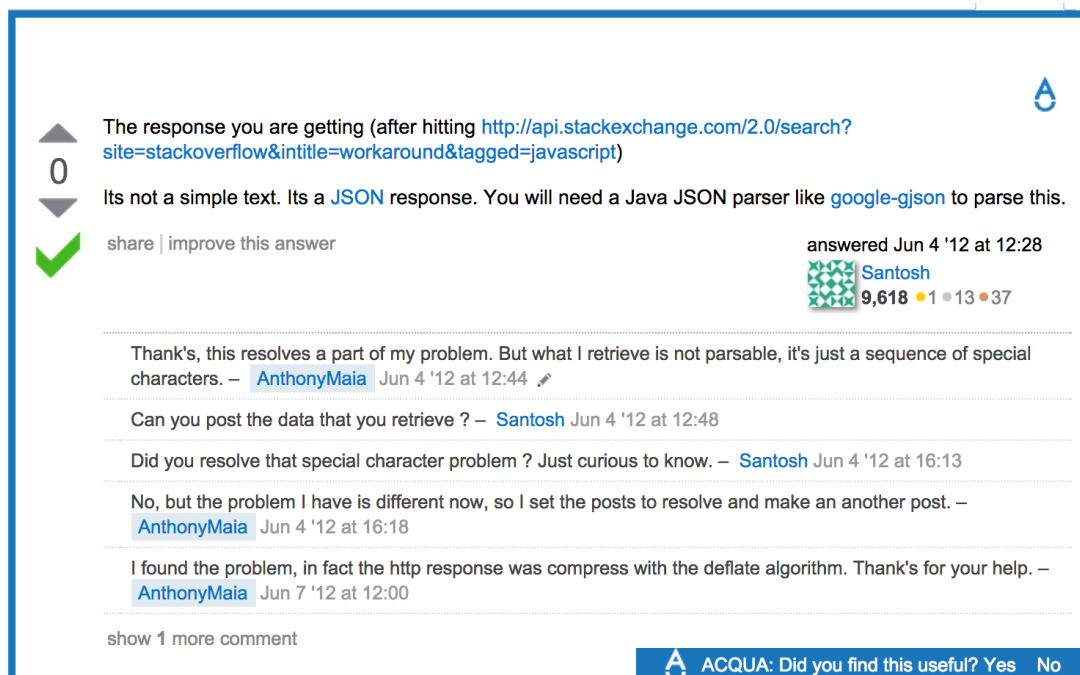 The response you are getting (after hitting http://api.stackexchange.com/2.0/search?
site=stackoverflow&intitle=workaround&tagged=javascript)
0
Its not a simple text. Its a JSON response. You will need a Java JSON parser like google-gjson to parse this.
share | improve this answer
answered Jun 4 '12 at 12:28
Santosh
9,618 ●1 ●13 ●37
Thank's, this resolves a part of my problem. But what I retrieve is not parsable, it's just a sequence of special
characters. – AnthonyMaia Jun 4 '12 at 12:44
Can you post the data that you retrieve ? – Santosh Jun 4 '12 at 12:48
Did you resolve that special character problem ? Just curious to know. – Santosh Jun 4 '12 at 16:13
No, but the problem I have is different now, so I set the posts to resolve and make an another post. –
AnthonyMaia Jun 4 '12 at 16:18
I found the problem, in fact the http response was compress with the deflate algorithm. Thank's for your help. –
AnthonyMaia Jun 7 '12 at 12:00
show 1 more comment
ACQUA: Did you find this useful? Yes No